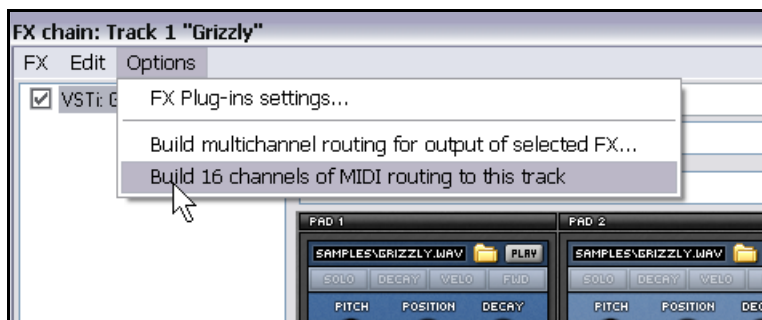 FX chain: Track 1 "Grizzly"
FX Edit Options
VSTi: G
FX Plug-ins settings...
Build multichannel routing for output of selected FX...
Build 16 channels of MIDI routing to this track
PAD 1 PAD 2
SAMPLES\GRIZZLY.WAV PLAY SAMPLES\GRIZZLY.WAV
SOLO DECAY VELO FWD SOLO DECAY VELO
PITCH POSITION DECAY PITCH POSITION DEC